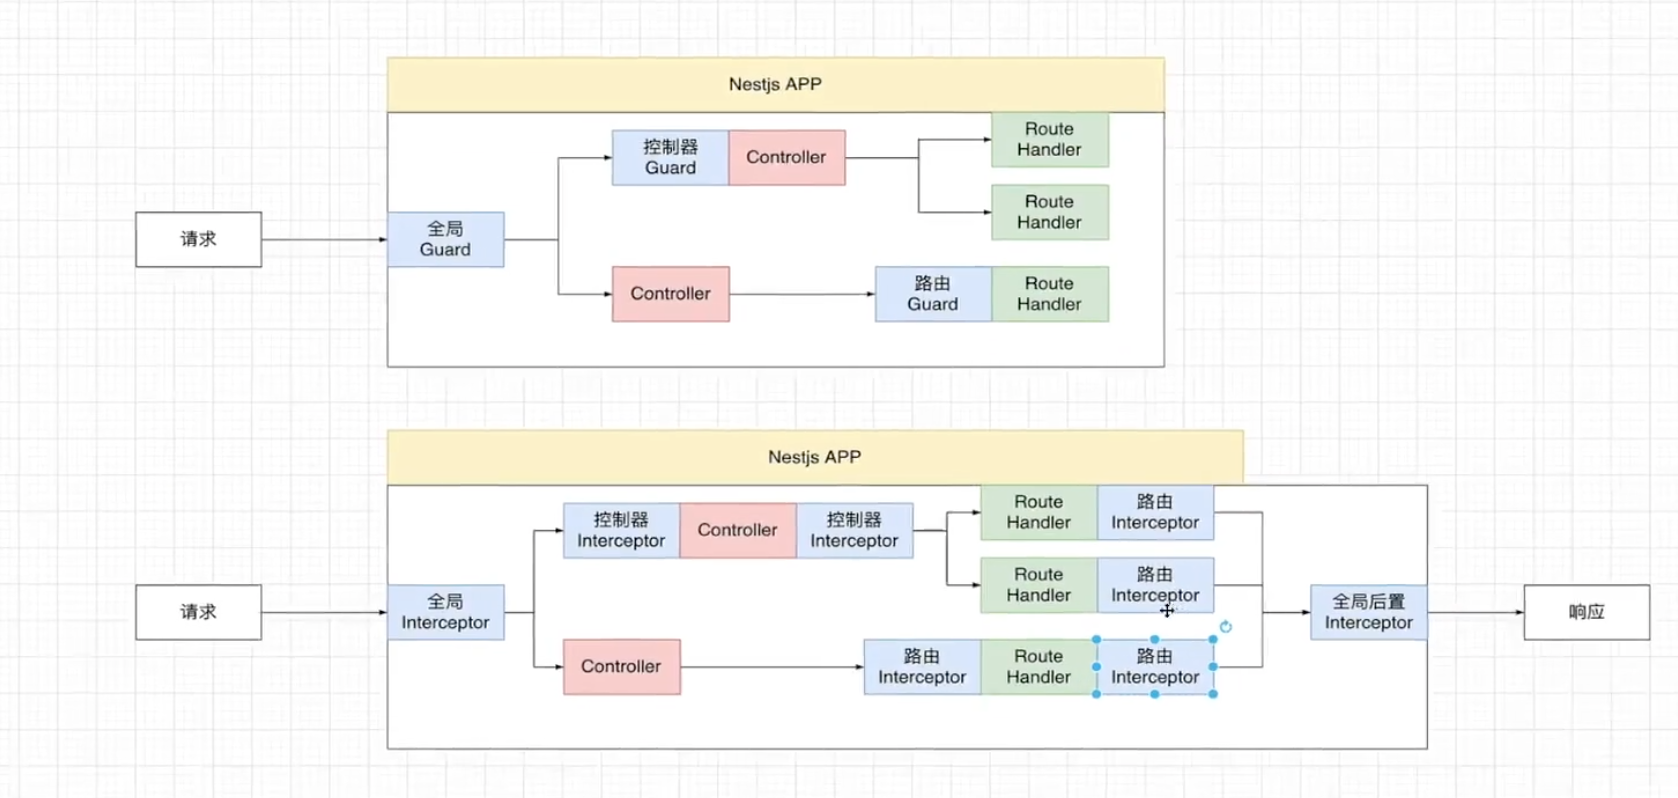 Nestjs APP
控制器
Guard
Controller
Route
Handler
Route
Handler
请求
全局
Guard
Controller
路由
Guard
Route
Handler
Nestjs APP
控制器
Interceptor
Controller
控制器
Interceptor
Route
Handler
路由
Interceptor
Route
Handler
路由
Interceptor
请求
全局
Interceptor
全局后置
Interceptor
响应
Controller
路由
Interceptor
Route
Handler
路由
Interceptor